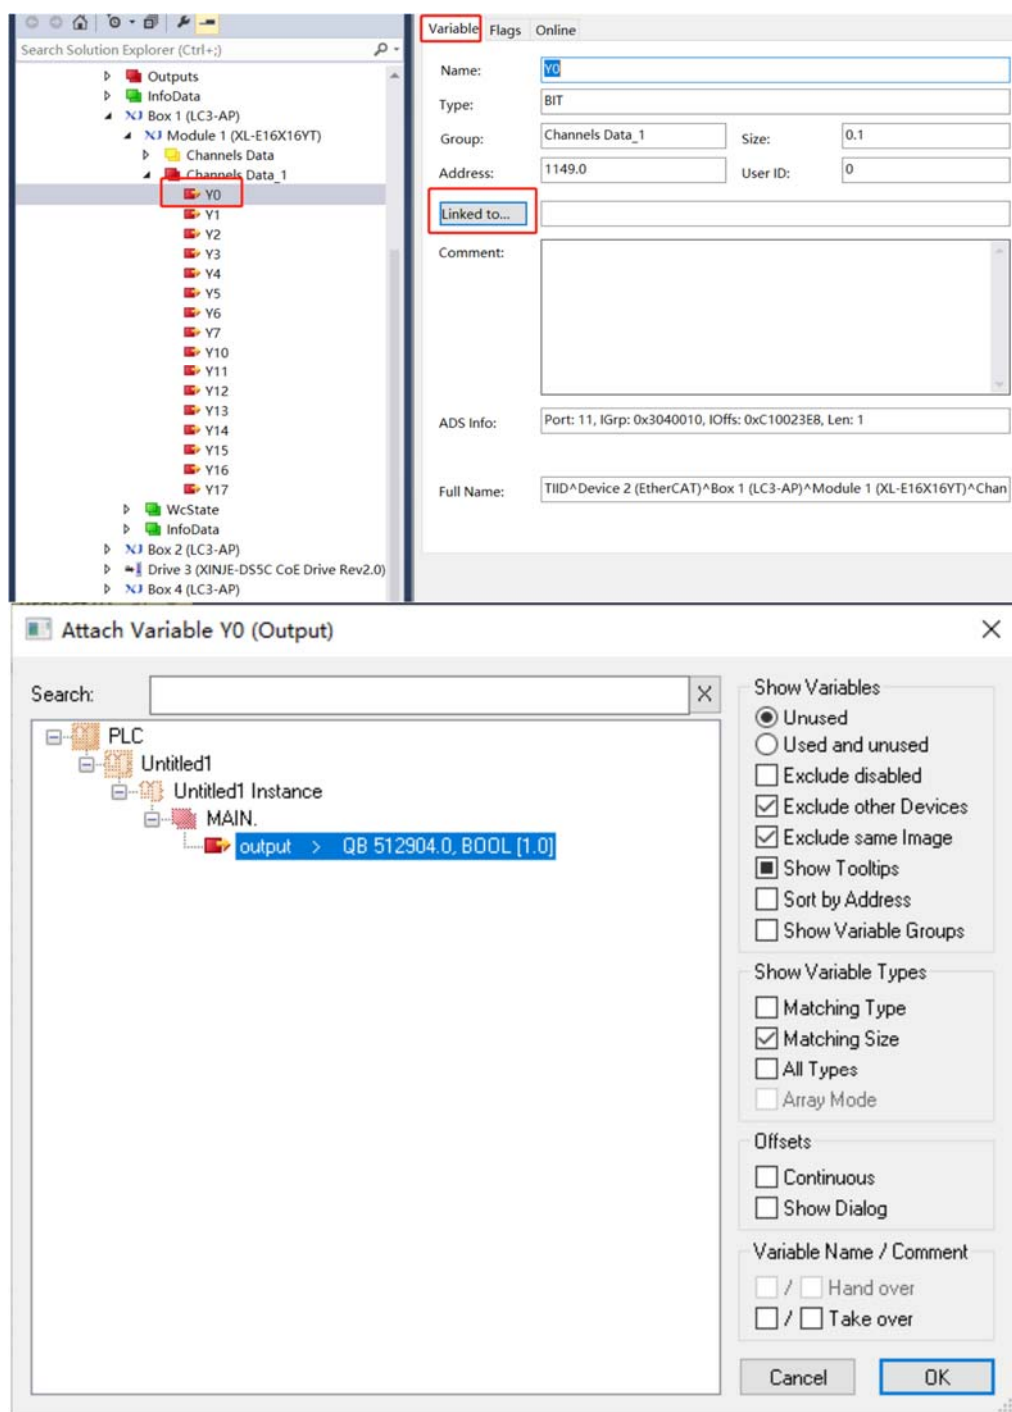 Search Solution Explorer (Ctrl+;)
Outputs
InfoData
Box 1 (LC3-AP)
Module 1 (XL-E16X16YT)
Channels Data
Channels Data_1
Y0
Y1
Y2
Y3
Y4
Y5
Y6
Y7
Y10
Y11
Y12
Y13
Y14
Y15
Y16
Y17
WcState
InfoData
Box 2 (LC3-AP)
Drive 3 (XINJE-DS5C CoE Drive Rev2.0)
Box 4 (LC3-AP)
Variable Flags Online
Name: Y0
Type: BIT
Group: Channels Data_1 Size: 0.1
Address: 1149.0 User ID: 0
Linked to...
Comment:
ADS Info: Port: 11, IGrp: 0x3040010, IOffs: 0xC10023E8, Len: 1
Full Name: TIID^Device 2 (EtherCAT)^Box 1 (LC3-AP)^Module 1 (XL-E16X16YT)^Chan
Attach Variable Y0 (Output)
Search:
PLC
Untitled1
Untitled1 Instance
MAIN.
output > QB 512904.0, BOOL [1.0]
Show Variables
Unused
Used and unused
Exclude disabled
Exclude other Devices
Exclude same Image
Show Tooltips
Sort by Address
Show Variable Groups
Show Variable Types
Matching Type
Matching Size
All Types
Array Mode
Offsets
Continuous
Show Dialog
Variable Name / Comment
/ Hand over
/ Take over
Cancel OK